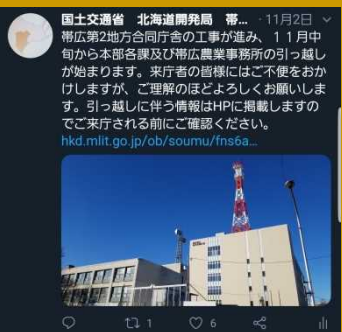 国土交通省 北海道開発局 帯... · 11月2日
帯広第2地方合同庁舎の工事が進み、11月中
旬から本部各課及び帯広農業事務所の引っ越し
が始まります。来庁者の皆様にはご不便をおか
けしますが、ご理解のほどよろしくお願いしま
す。引っ越しに伴う情報はHPに掲載しますの
でご来庁される前にご確認ください。
hkd.mlit.go.jp/ob/soumu/fns6a...
1
6